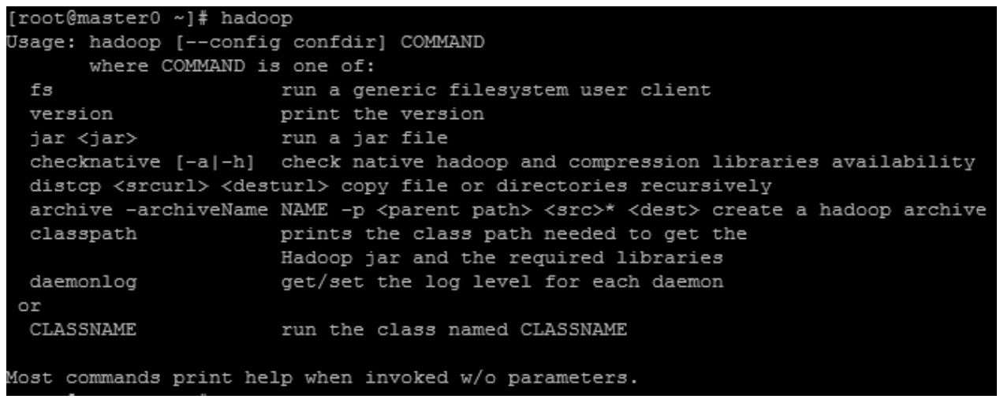 [root@master0 ~]# hadoop
Usage: hadoop [--config confdir] COMMAND
       where COMMAND is one of:
  fs                   run a generic filesystem user client
  version              print the version
  jar <jar>            run a jar file
  checknative [-a|-h]  check native hadoop and compression libraries availability
  distcp <srcurl> <desturl> copy file or directories recursively
  archive -archiveName NAME -p <parent path> <src>* <dest> create a hadoop archive
  classpath            prints the class path needed to get the
                       Hadoop jar and the required libraries
  daemonlog            get/set the log level for each daemon
 or
  CLASSNAME            run the class named CLASSNAME

Most commands print help when invoked w/o parameters.